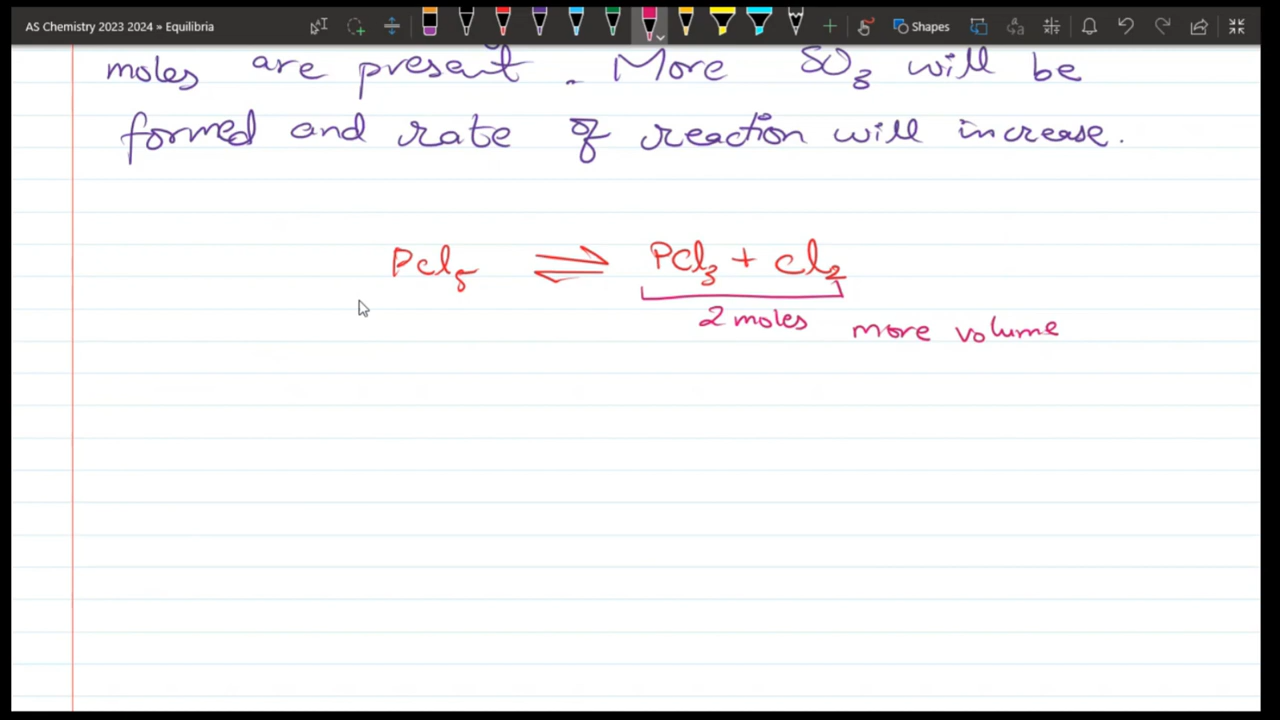 AS Chemistry 2023 2024 » Equilibria
Shapes
moles are present. More SO3 will be
formed and rate of reaction will increase.
PCl5 ⇌ PCl3 + Cl2
2 moles more volume